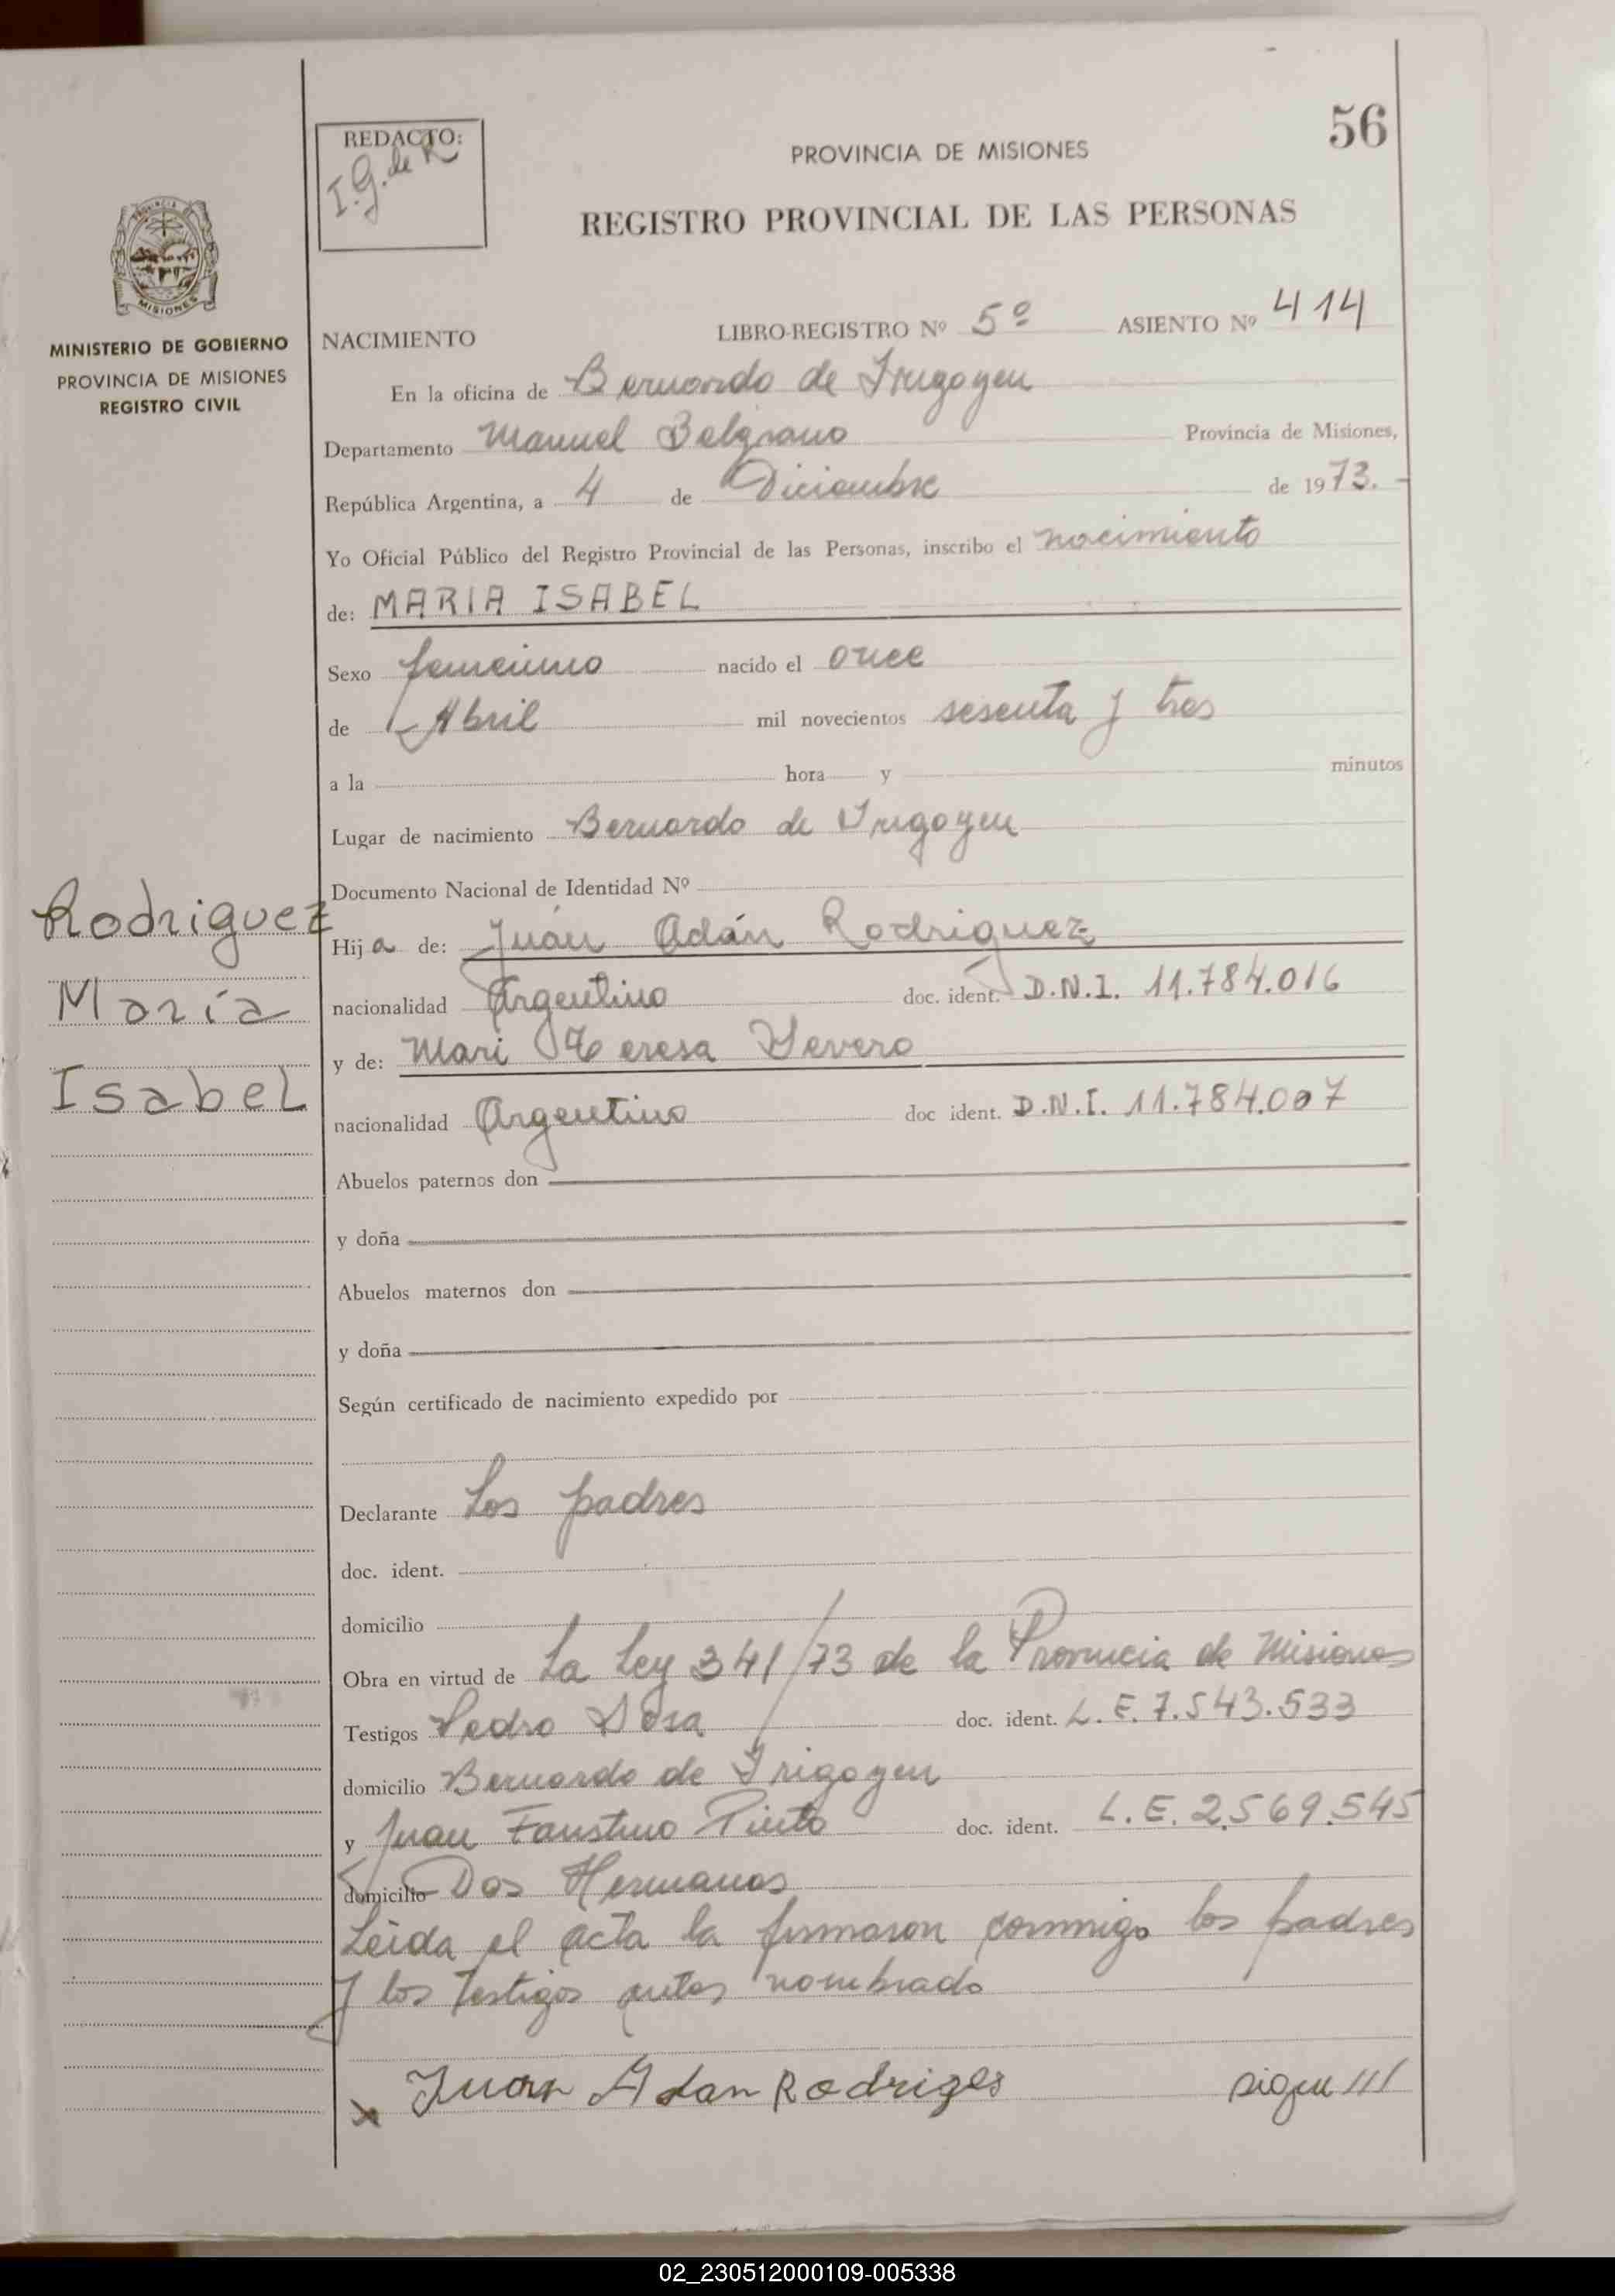 56
REDACTO:
I.G. de R
PROVINCIA DE MISIONES
REGISTRO PROVINCIAL DE LAS PERSONAS
PROVINCIA
MISIONES
MINISTERIO DE GOBIERNO
PROVINCIA DE MISIONES
REGISTRO CIVIL
NACIMIENTO LIBRO-REGISTRO Nº 5º ASIENTO Nº 414
En la oficina de Bernardo de Irigoyen
Departamento Manuel Belgrano Provincia de Misiones,
República Argentina, a 4 de Diciembre de 1973.-
Yo Oficial Público del Registro Provincial de las Personas, inscribo el nacimiento
de: MARIA ISABEL
Sexo femenino nacido el once
de Abril mil novecientos sesenta y tres
a la hora y minutos
Lugar de nacimiento Bernardo de Irigoyen
Documento Nacional de Identidad Nº
Rodriguez
María
Isabel
Hija de: Juán Adán Rodriguez
nacionalidad Argentino doc. ident. D.N.I. 11.784.016
y de: Mari Teresa Severo
nacionalidad Argentino doc ident. D.N.I. 11.784.007
Abuelos paternos don
y doña
Abuelos maternos don
y doña
Según certificado de nacimiento expedido por
Declarante Los padres
doc. ident.
domicilio
Obra en virtud de La Ley 341/73 de la Provincia de Misiones
Testigos Pedro Sosa doc. ident. L.E. 7.543.533
domicilio Bernardo de Irigoyen
y Juan Faustino Pinto doc. ident. L.E. 2.569.545
domicilio Dos Hermanas
Leida el acta la firmaron conmigo los padres
y los testigos antes nombrado
x Juan Adan Rodriges sigue ///
02_230512000109-005338